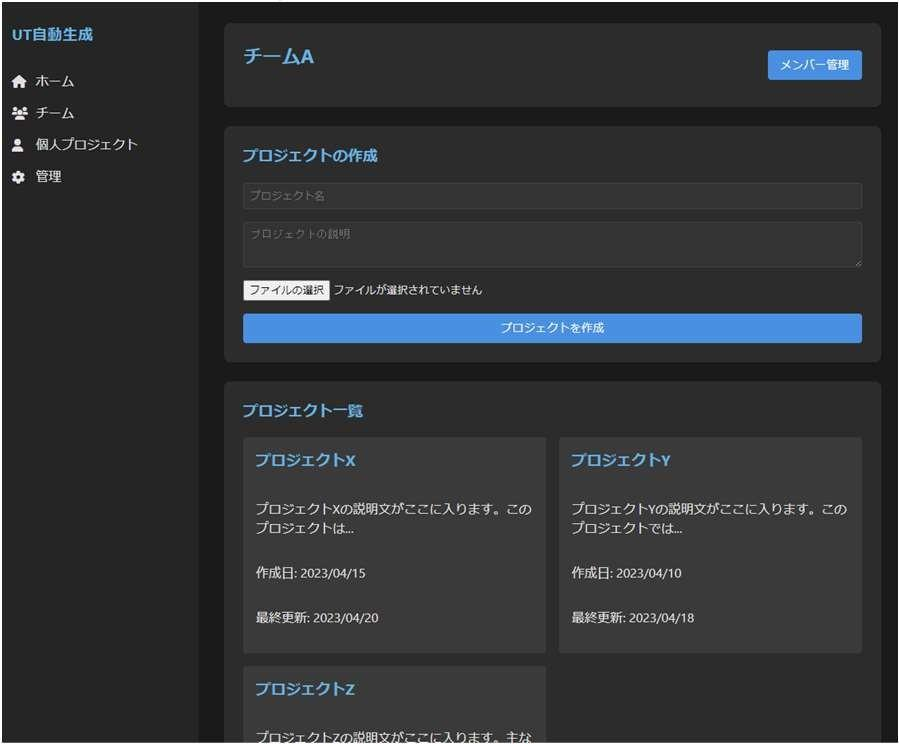 UT自動生成
ホーム
チーム
個人プロジェクト
管理
チームA
メンバー管理
プロジェクトの作成
プロジェクト名
プロジェクトの説明
ファイルの選択 ファイルが選択されていません
プロジェクトを作成
プロジェクト一覧
プロジェクトX
プロジェクトXの説明文がここに入ります。この
プロジェクトは...
作成日: 2023/04/15
最終更新: 2023/04/20
プロジェクトY
プロジェクトYの説明文がここに入ります。この
プロジェクトでは...
作成日: 2023/04/10
最終更新: 2023/04/18
プロジェクトZ
プロジェクトZの説明文がここに入ります。主な